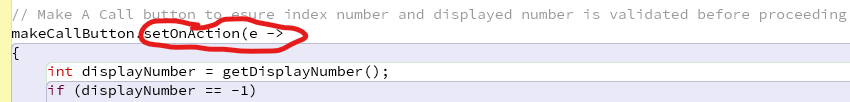 // Make A Call button to esure index number and displayed number is validated before proceeding
makeCallButton.setOnAction(e ->
{
int displayNumber = getDisplayNumber();
if (displayNumber == -1)